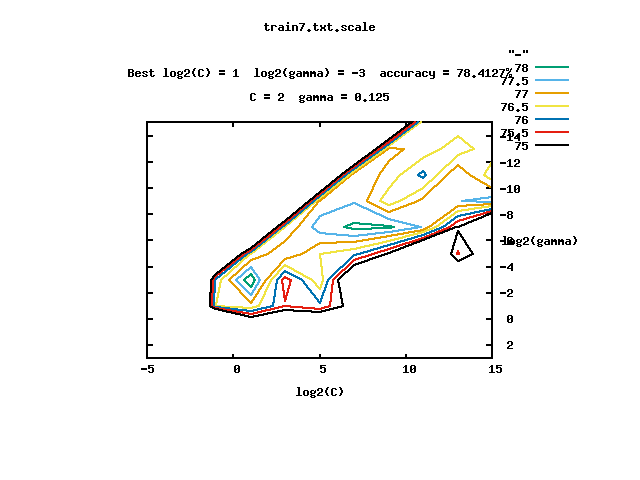 train7.txt.scale
"-"
Best log2(C) = 1  log2(gamma) = -3  accuracy = 78.4127%
78
77.5
C = 2  gamma = 0.125
77
76.5
76
75.5
75
-14
-12
-10
-8
-6
log2(gamma)
-4
-2
0
2
-5 0 5 10 15
log2(C)